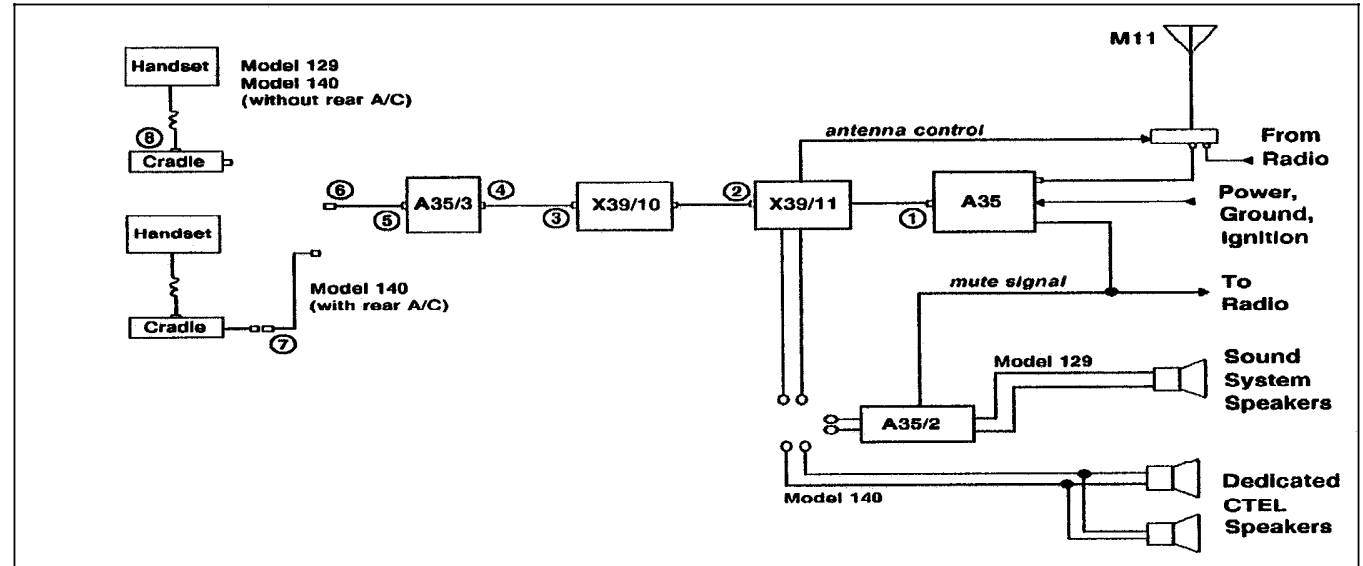 M11
Handset
Model 129
Model 140
(without rear A/C)
8
Cradle
antenna control
From
Radio
6
5
A35/3
4
3
X39/10
2
X39/11
1
A35
Power,
Ground,
Ignition
Handset
Model 140
(with rear A/C)
Cradle
7
mute signal
To
Radio
Model 129
Sound
System
Speakers
A35/2
Model 140
Dedicated
CTEL
Speakers